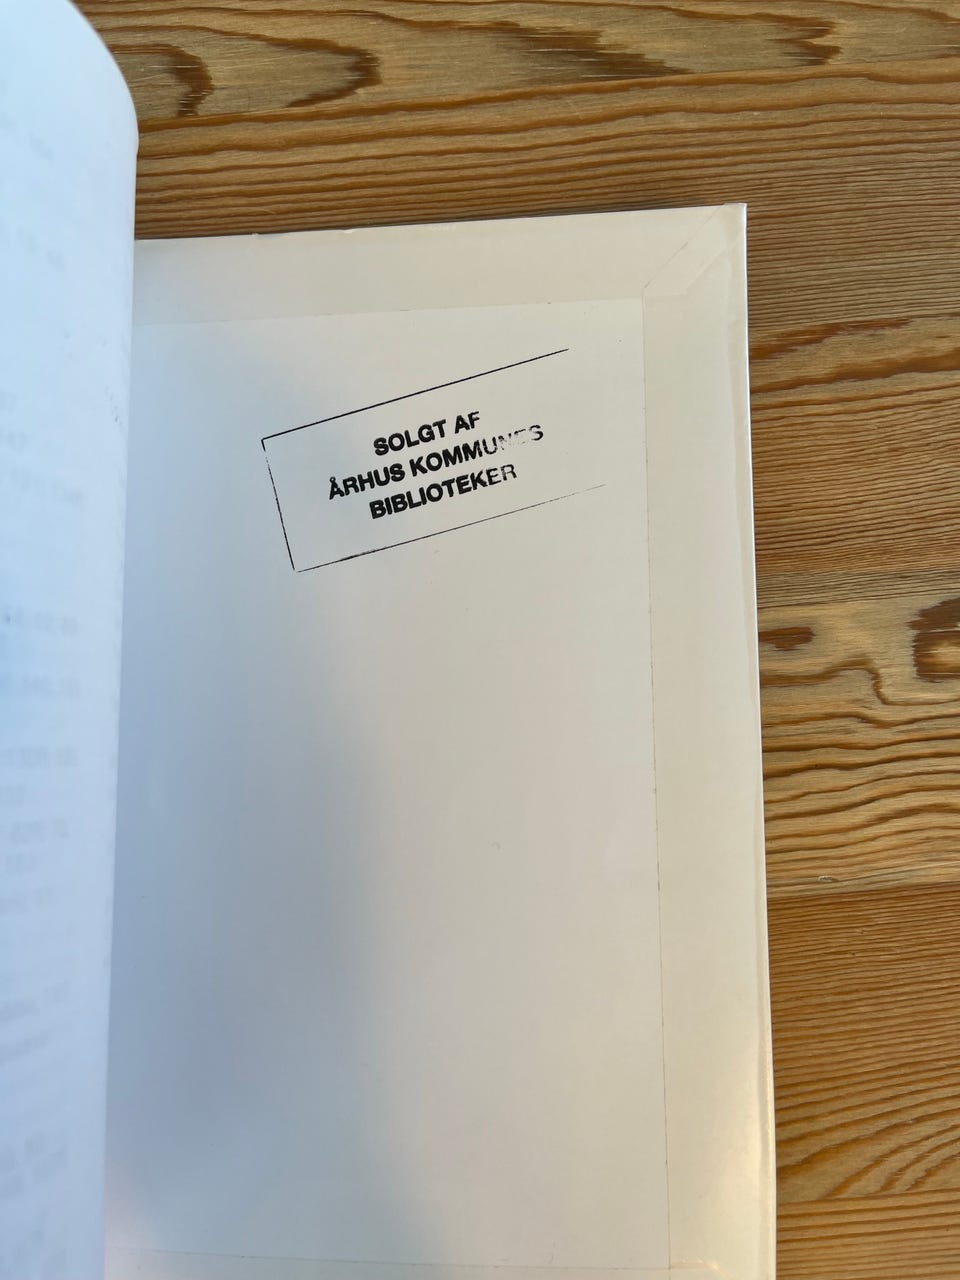 SOLGT AF
ÅRHUS KOMMUNES
BIBLIOTEKER